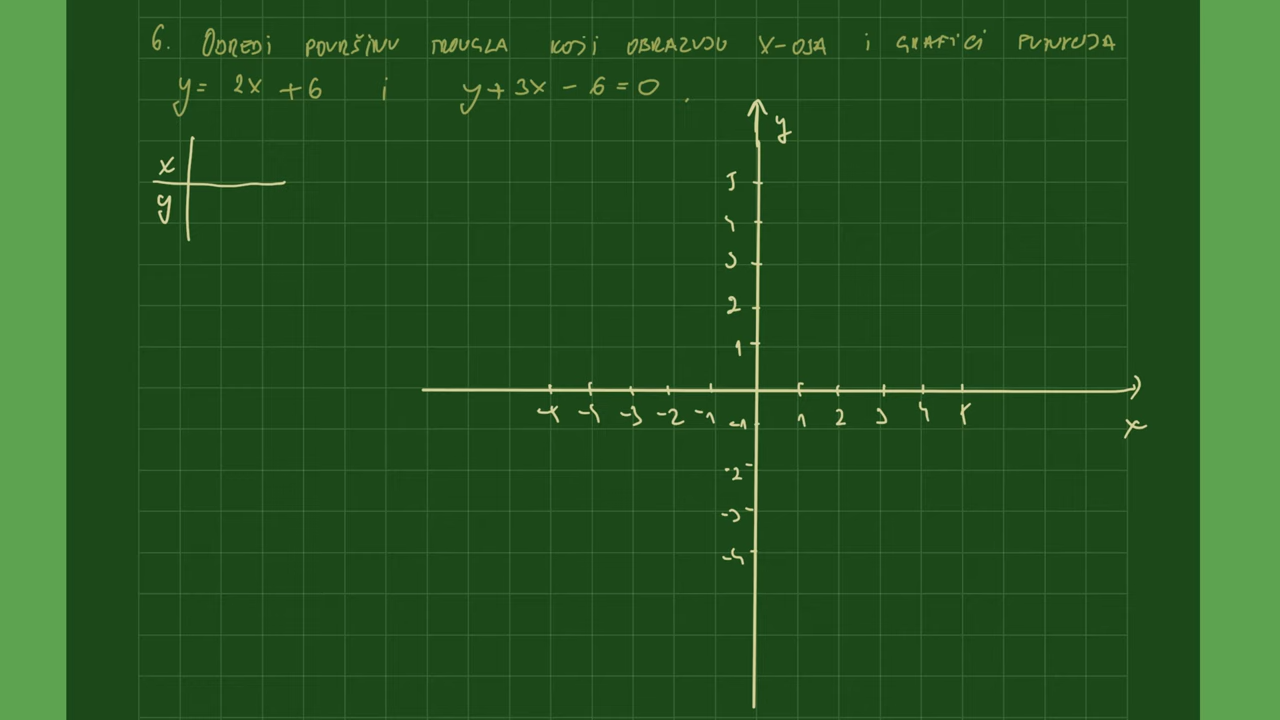 6. ODREDI POVRŠINU TROUGLA KOJI OBRAZUJU X-OSA i GRAFICI FUNKCIJA
y = 2x + 6 i y + 3x - 6 = 0.
y
x
y
5
4
3
2
1
-5 -4 -3 -2 -1 1 2 3 4 5
x
-1
-2
-3
-4